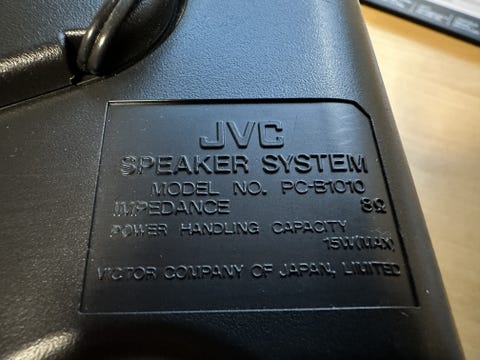 JVC
SPEAKER SYSTEM
MODEL NO. PC-B1010
IMPEDANCE 8Ω
POWER HANDLING CAPACITY
15W(MAX)
VICTOR COMPANY OF JAPAN, LIMITED